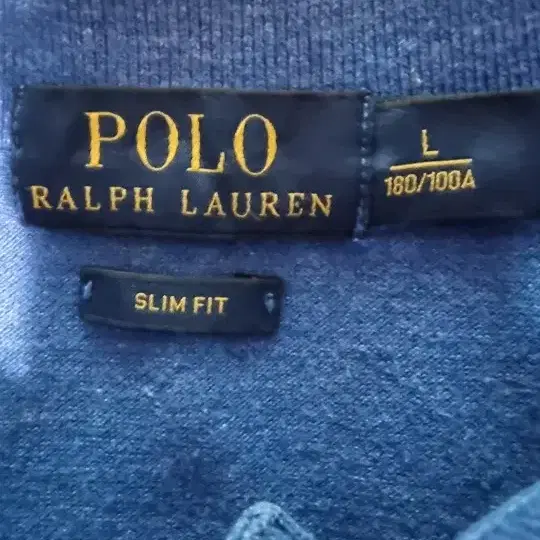 POLO
RALPH LAUREN
L
180/100A
SLIM FIT